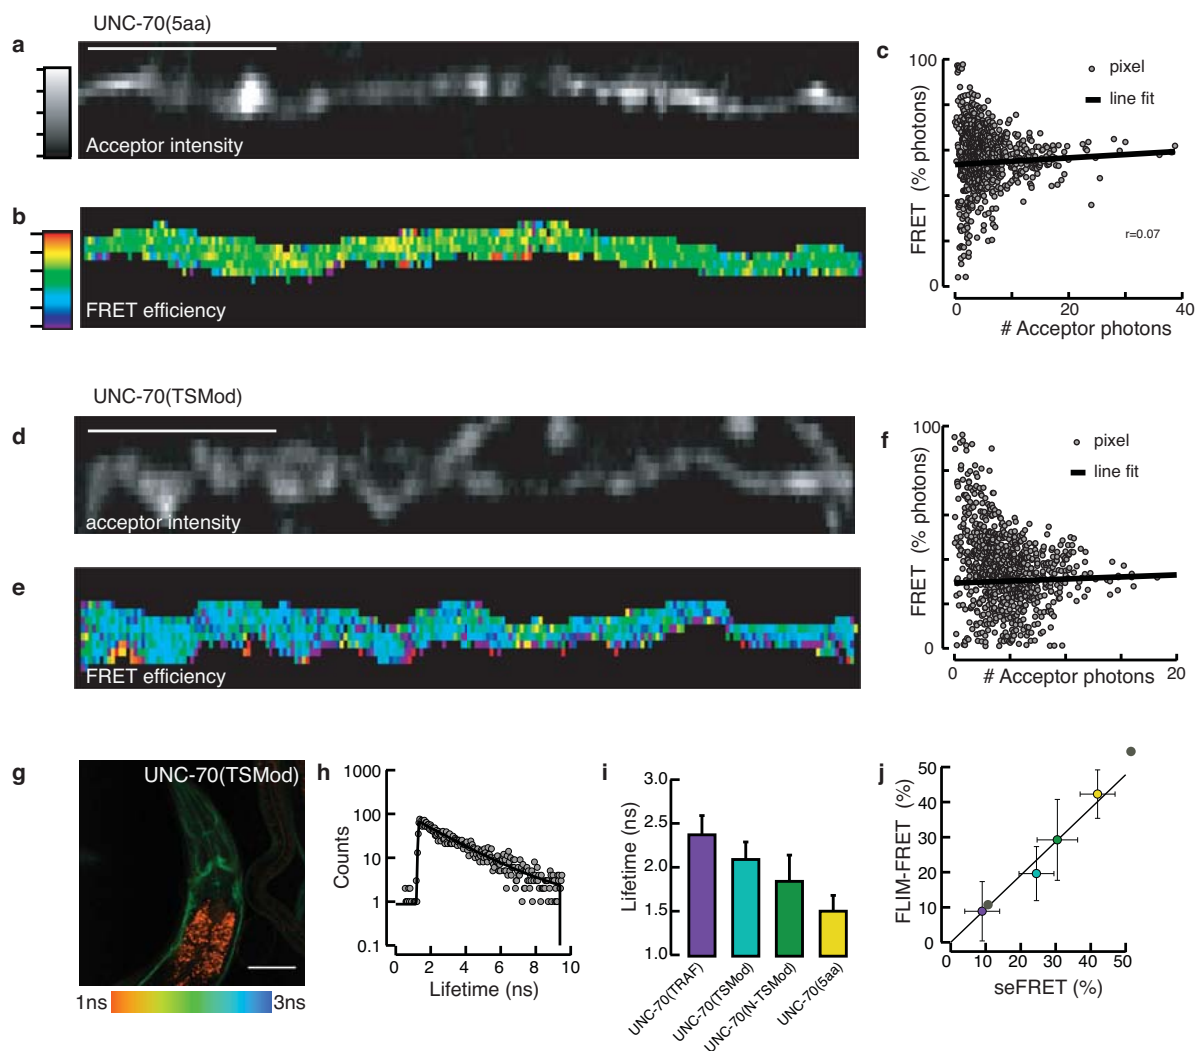 UNC-70(5aa)
a
Acceptor intensity
b
FRET efficiency
c
100
0
FRET (% photons)
pixel
line fit
r=0.07
0
20
40
# Acceptor photons
UNC-70(TSMod)
d
acceptor intensity
e
FRET efficiency
f
100
0
FRET (% photons)
pixel
line fit
0
20
# Acceptor photons
g
UNC-70(TSMod)
1ns
3ns
h
1000
100
10
1
0.1
Counts
0
2
4
6
8
10
Lifetime (ns)
i
3.0
2.5
2.0
1.5
1.0
Lifetime (ns)
UNC-70(TRAF)
UNC-70(TSMod)
UNC-70(N-TSMod)
UNC-70(5aa)
j
50
40
30
20
10
0
FLIM-FRET (%)
0
10
20
30
40
50
seFRET (%)